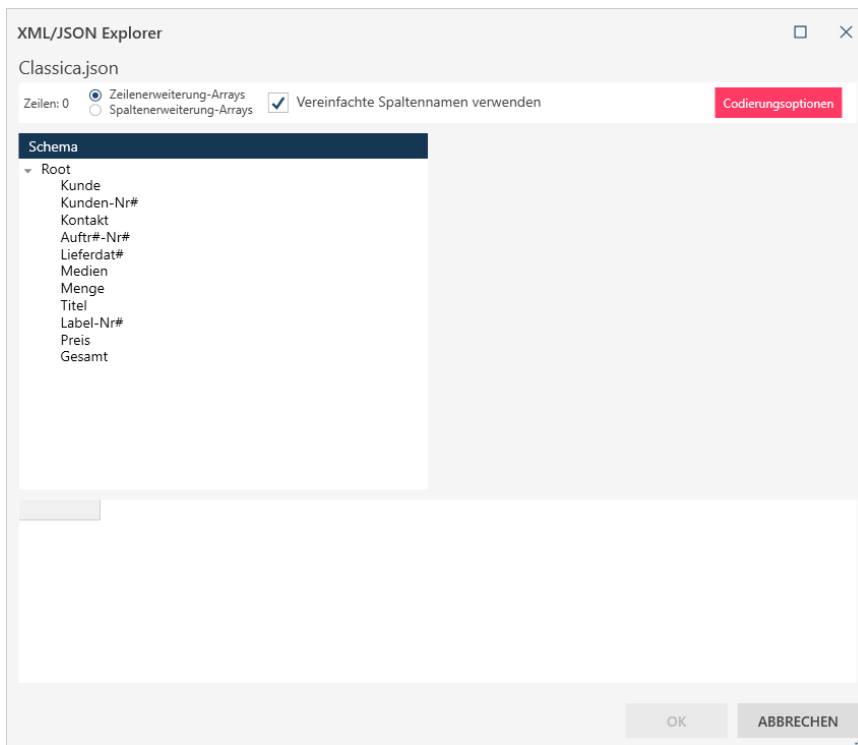 XML/JSON Explorer
Classica.json
Zeilen: 0
Zeilenerweiterung-Arrays
Spaltenerweiterung-Arrays
Vereinfachte Spaltennamen verwenden
Codierungsoptionen
Schema
Root
Kunde
Kunden-Nr#
Kontakt
Auftr#-Nr#
Lieferdat#
Medien
Menge
Titel
Label-Nr#
Preis
Gesamt
OK
ABBRECHEN